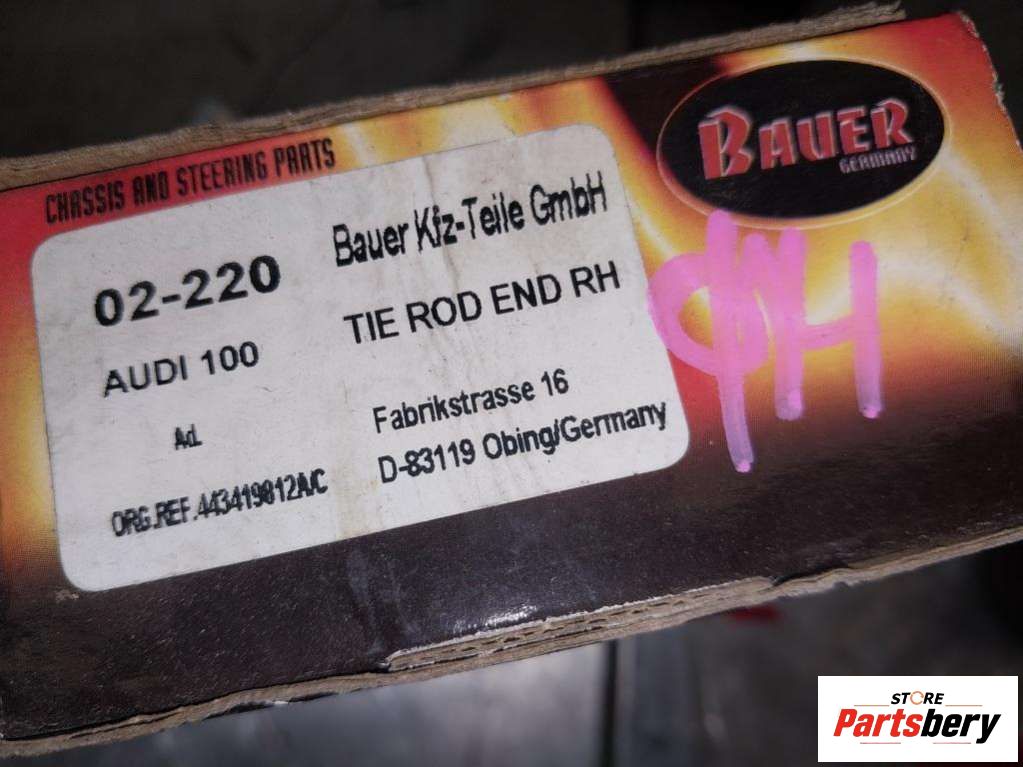 CHASSIS AND STEERING PARTS
BAUER
GERMANY
02-220
Bauer Kfz-Teile GmbH
AUDI 100
TIE ROD END RH
Ad.
Fabrikstrasse 16
ORG.REF.443419812A/C
D-83119 Obing/Germany
STORE
Partsbery